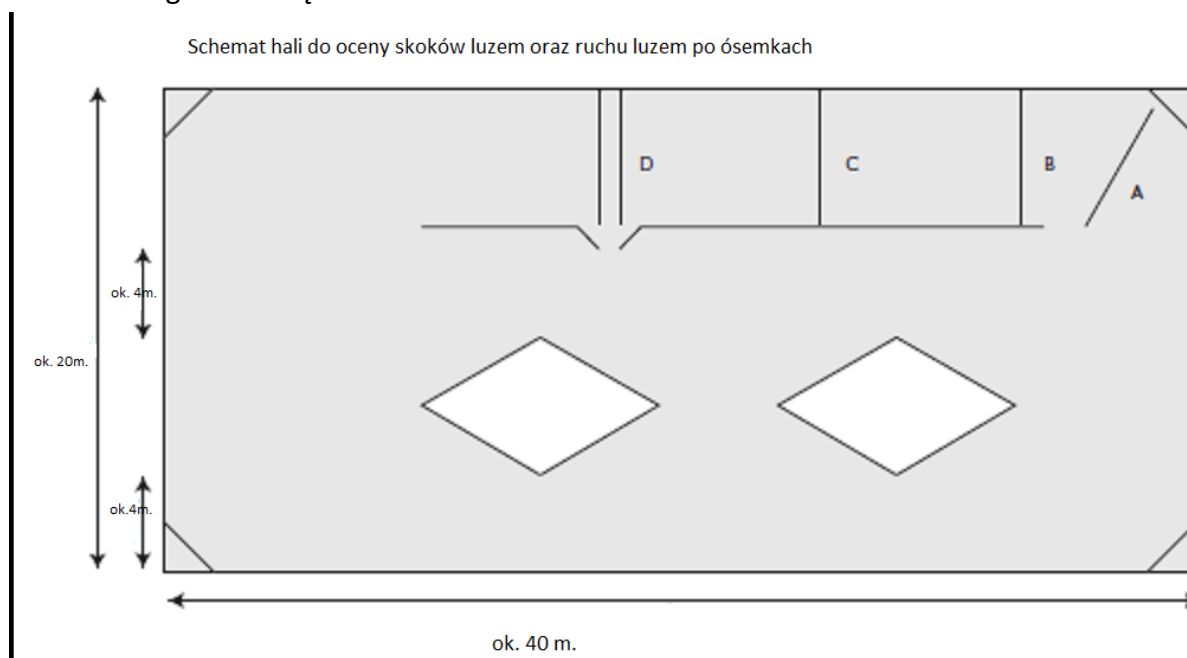 Schemat hali do oceny skoków luzem oraz ruchu luzem po ósemkach
D
C
B
A
ok. 4m.
ok. 20m.
ok.4m.
ok. 40 m.